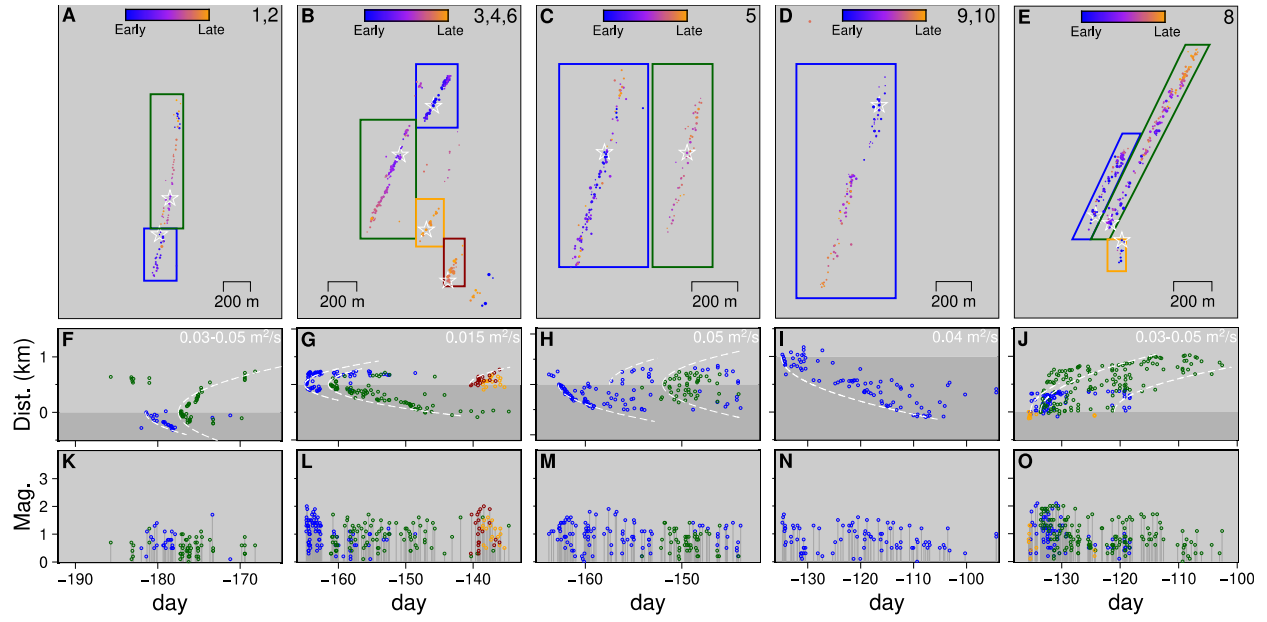 A Early Late 1,2
200 m
B Early Late 3,4,6
200 m
C Early Late 5
200 m
D Early Late 9,10
200 m
E Early Late 8
200 m
Dist. (km)
1
0
F 0.03-0.05 m²/s
G 0.015 m²/s
H 0.05 m²/s
I 0.04 m²/s
J 0.03-0.05 m²/s
Mag.
3
2
1
0
K
L
M
N
O
−190 −180 −170
−160 −150 −140
−160 −150
−130 −120 −110 −100
−130 −120 −110 −100
day day day day day